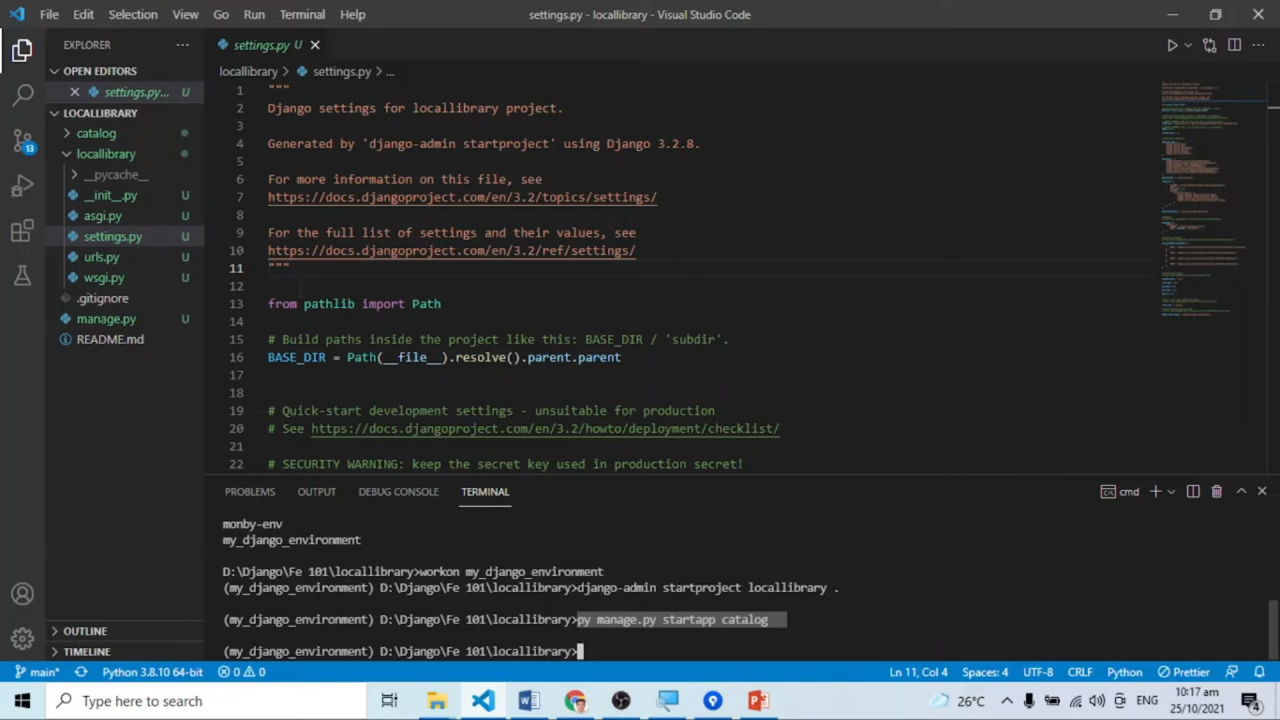 File Edit Selection View Go Run Terminal Help settings.py - locallibrary - Visual Studio Code
EXPLORER
settings.py U
OPEN EDITORS
locallibrary > settings.py > ...
settings.py... U
LOCALLIBRARY
catalog
locallibrary
__pycache__
__init__.py U
asgi.py U
settings.py U
urls.py U
wsgi.py U
.gitignore
manage.py U
README.md
OUTLINE
TIMELINE
13
1 """
2 Django settings for locallibrary project.
3
4 Generated by 'django-admin startproject' using Django 3.2.8.
5
6 For more information on this file, see
7 https://docs.djangoproject.com/en/3.2/topics/settings/
8
9 For the full list of settings and their values, see
10 https://docs.djangoproject.com/en/3.2/ref/settings/
11 """
12
13 from pathlib import Path
14
15 # Build paths inside the project like this: BASE_DIR / 'subdir'.
16 BASE_DIR = Path(__file__).resolve().parent.parent
17
18
19 # Quick-start development settings - unsuitable for production
20 # See https://docs.djangoproject.com/en/3.2/howto/deployment/checklist/
21
22 # SECURITY WARNING: keep the secret key used in production secret!
PROBLEMS OUTPUT DEBUG CONSOLE TERMINAL cmd
monby-env
my_django_environment
D:\Django\Fe 101\locallibrary>workon my_django_environment
(my_django_environment) D:\Django\Fe 101\locallibrary>django-admin startproject locallibrary .
(my_django_environment) D:\Django\Fe 101\locallibrary>py manage.py startapp catalog
(my_django_environment) D:\Django\Fe 101\locallibrary>
main* Python 3.8.10 64-bit 0 0 Ln 11, Col 4 Spaces: 4 UTF-8 CRLF Python Prettier
Type here to search 26°C ENG 10:17 am
25/10/2021
4